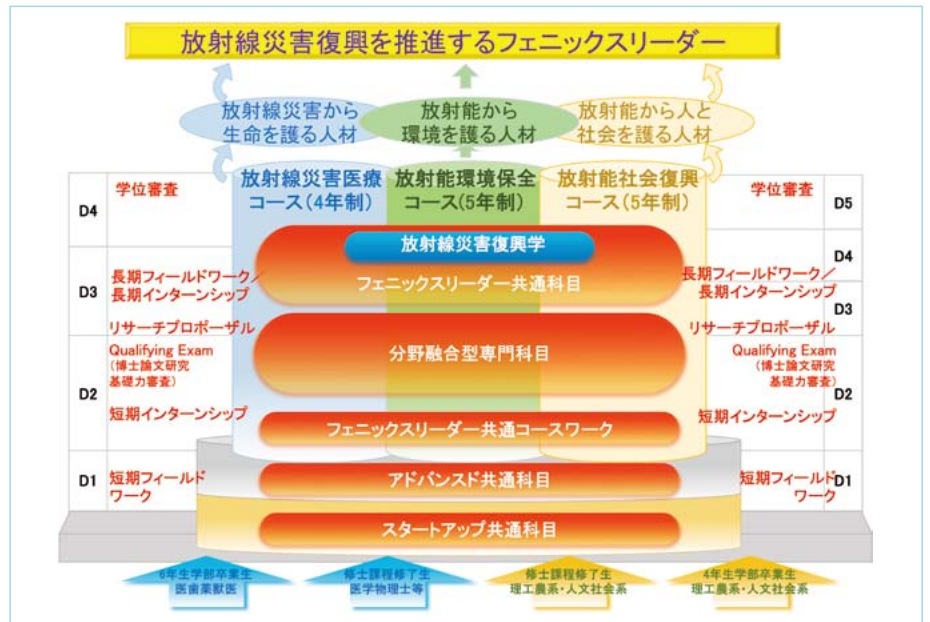 放射線災害復興を推進するフェニックスリーダー
放射線災害から
生命を護る人材
放射能から
環境を護る人材
放射能から人と
社会を護る人材
放射線災害医療
コース(4年制)
放射能環境保全
コース(5年制)
放射能社会復興
コース(5年制)
放射線災害復興学
フェニックスリーダー共通科目
分野融合型専門科目
フェニックスリーダー共通コースワーク
アドバンスド共通科目
スタートアップ共通科目
D4
学位審査
D3
長期フィールドワーク/
長期インターンシップ
リサーチプロポーザル
D2
Qualifying Exam
(博士論文研究
基礎力審査)
短期インターンシップ
D1
短期フィールド
ワーク
学位審査
D5
D4
長期フィールドワーク/
長期インターンシップ
D3
リサーチプロポーザル
Qualifying Exam
(博士論文研究
基礎力審査)
D2
短期インターンシップ
短期フィールド
ワーク
D1
6年生学部卒業生
医歯薬獣医
修士課程修了生
医学物理士等
修士課程修了生
理工農系・人文社会系
4年生学部卒業生
理工農系・人文社会系